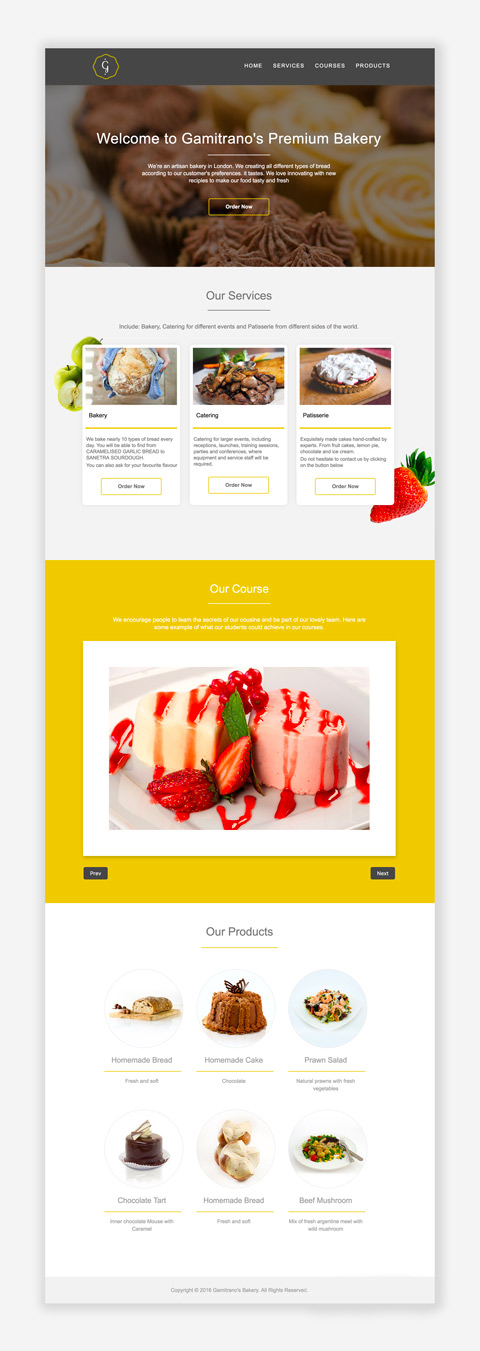 G
HOME SERVICES COURSES PRODUCTS
Welcome to Gamitrano's Premium Bakery
We're an artisan bakery in London. We creating all different types of bread
according to our customer's preferences. it tastes. We love innovating with new
recipies to make our food tasty and fresh
Order Now
Our Services
Include: Bakery, Catering for different events and Patisserie from different sides of the world.
Bakery
We bake nearly 10 types of bread every
day. You will be able to find from
CARAMELISED GARLIC BREAD to
SANETRA SOURDOUGH.
You can also ask for your favourite flavour
Order Now
Catering
Catering for larger events, including
receptions, launches, training sessions,
parties and conferences. where
equipment and service staff will be
required.
Order Now
Patisserie
Exquisitely made cakes hand-crafted by
experts. From fruit cakes, lemon pie,
chocolate and ice cream.
Do not hesitate to contact us by clicking
on the button below
Order Now
Our Course
We encourage people to learn the secrets of our cousine and be part of our lovely team. Here are
some example of what our students could achieve in our courses.
Prev
Next
Our Products
Homemade Bread
Fresh and soft
Homemade Cake
Chocolate
Prawn Salad
Natural prawns with fresh
vegetables
Chocolate Tart
Inner chocolate Mouse with
Caramel
Homemade Bread
Fresh and soft
Beef Mushroom
Mix of fresh argentine meet with
wild mushroom
Copyright © 2016 Gamitrano's Bakery. All Rights Reserved.